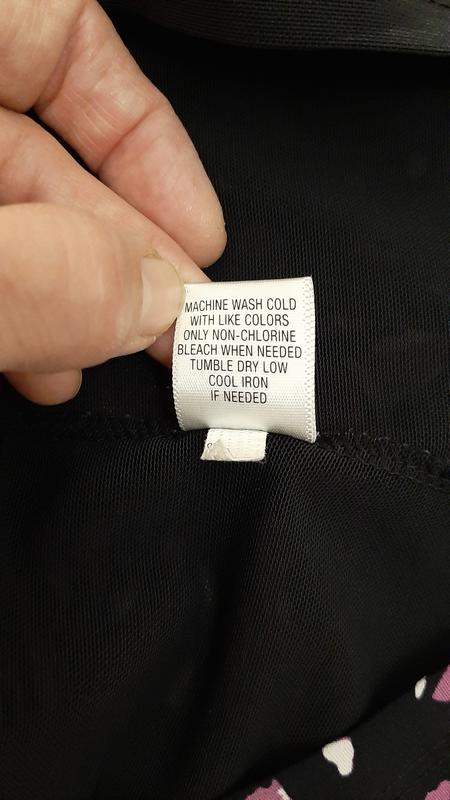 MACHINE WASH COLD
WITH LIKE COLORS
ONLY NON-CHLORINE
BLEACH WHEN NEEDED
TUMBLE DRY LOW
COOL IRON
IF NEEDED